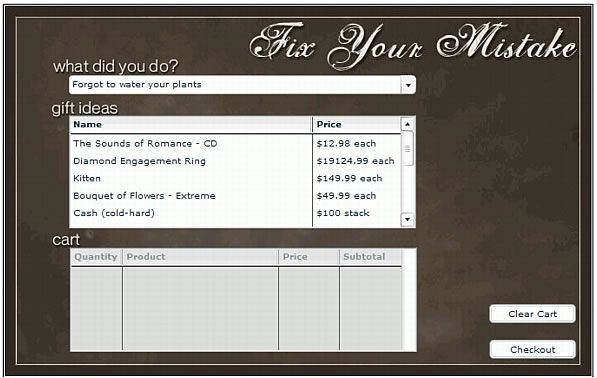 Fix Your Mistake
what did you do?
Forgot to water your plants
gift ideas
Name Price
The Sounds of Romance - CD $12.98 each
Diamond Engagement Ring $19124.99 each
Kitten $149.99 each
Bouquet of Flowers - Extreme $49.99 each
Cash (cold-hard) $100 stack
cart
Quantity Product Price Subtotal
Clear Cart
Checkout